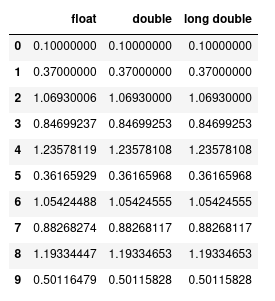 float double long double
0 0.10000000 0.10000000 0.10000000
1 0.37000000 0.37000000 0.37000000
2 1.06930006 1.06930000 1.06930000
3 0.84699237 0.84699253 0.84699253
4 1.23578119 1.23578108 1.23578108
5 0.36165929 0.36165968 0.36165968
6 1.05424488 1.05424555 1.05424555
7 0.88268274 0.88268117 0.88268117
8 1.19334447 1.19334653 1.19334653
9 0.50116479 0.50115828 0.50115828